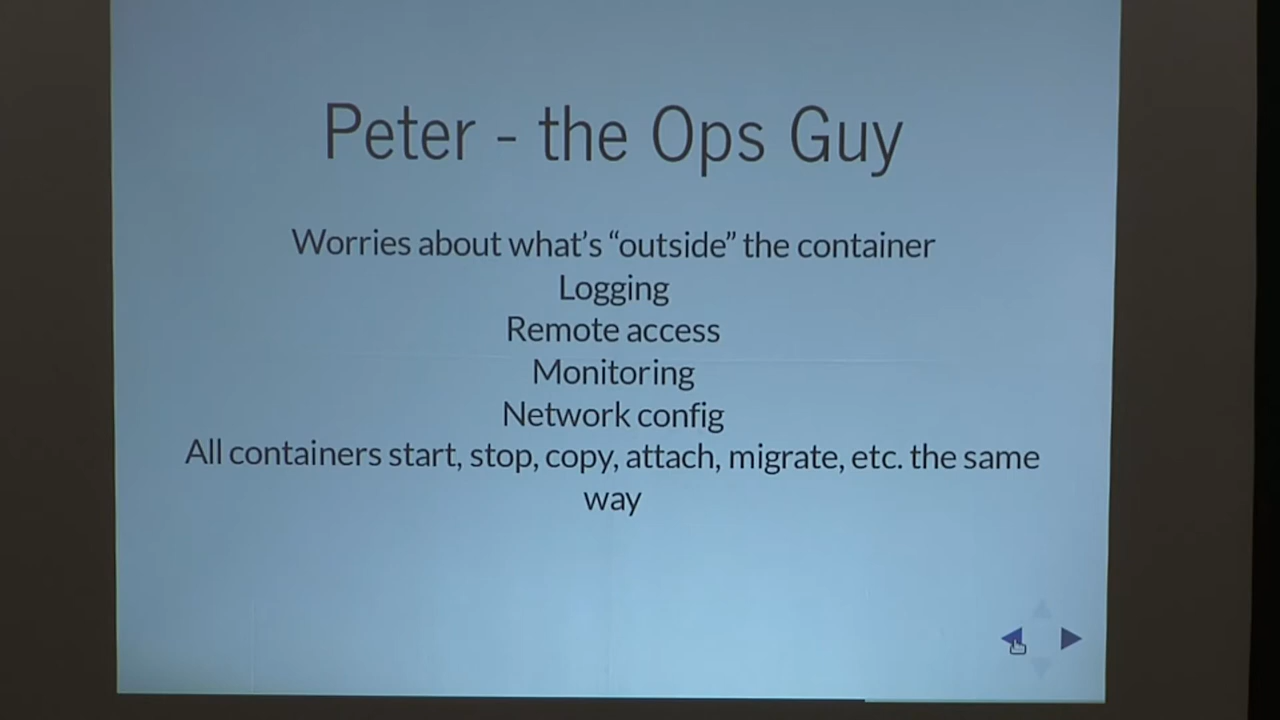 Peter - the Ops Guy
Worries about what's “outside” the container
Logging
Remote access
Monitoring
Network config
All containers start, stop, copy, attach, migrate, etc. the same
way